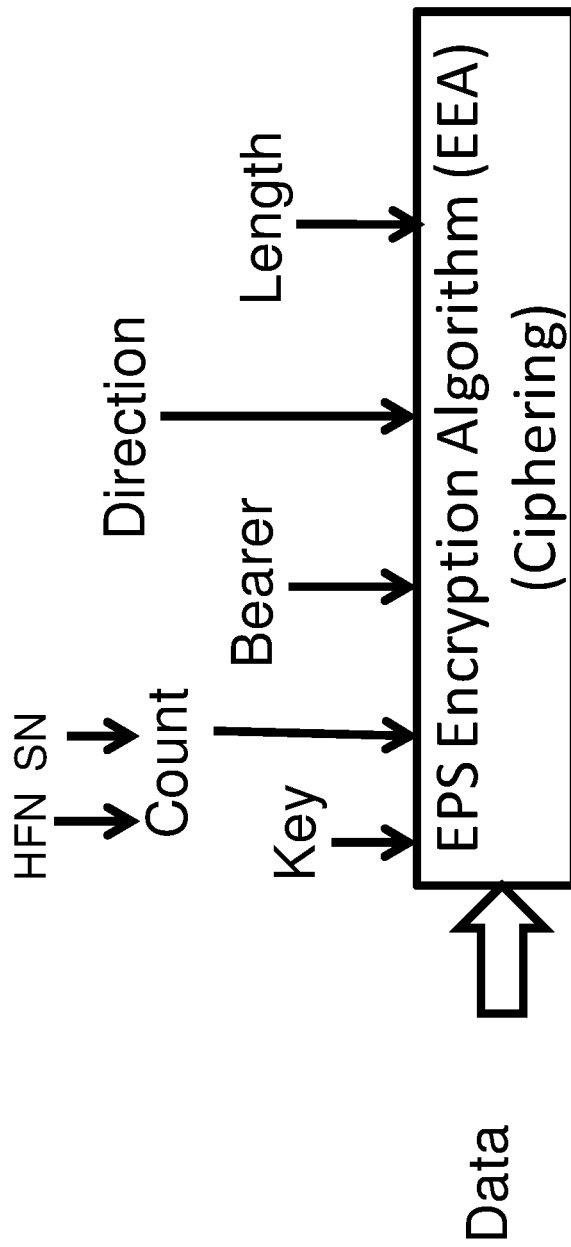 HFN SN
Count
Key
Bearer
Direction
Length
Data
EPS Encryption Algorithm (EEA)
(Ciphering)